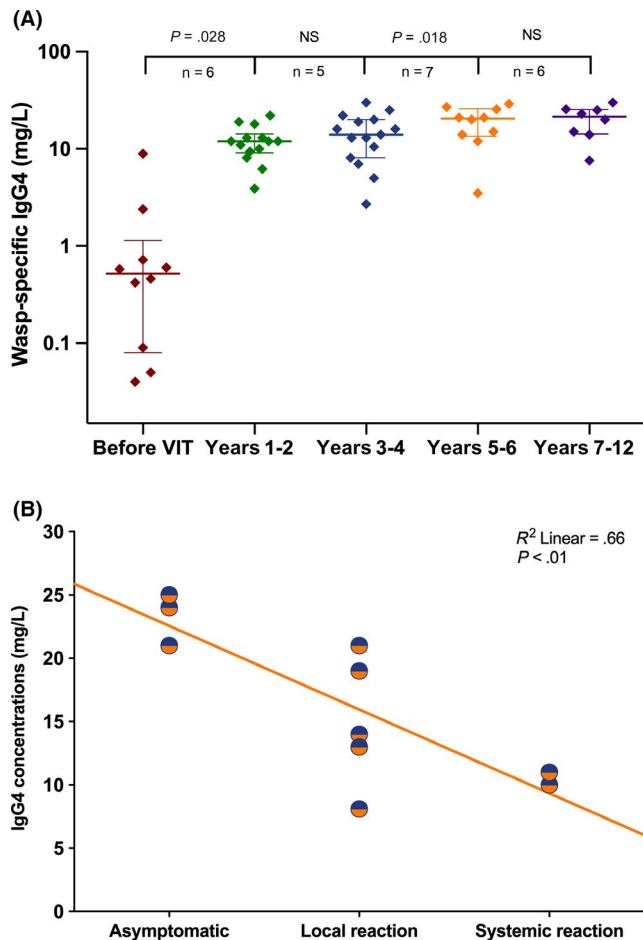 (A)
P = .028 NS P = .018 NS
n = 6 n = 5 n = 7 n = 6
Wasp-specific IgG4 (mg/L)
100
10
1
0.1
Before VIT Years 1-2 Years 3-4 Years 5-6 Years 7-12
(B)
R² Linear = .66
P < .01
IgG4 concentrations (mg/L)
30
25
20
15
10
5
0
Asymptomatic Local reaction Systemic reaction